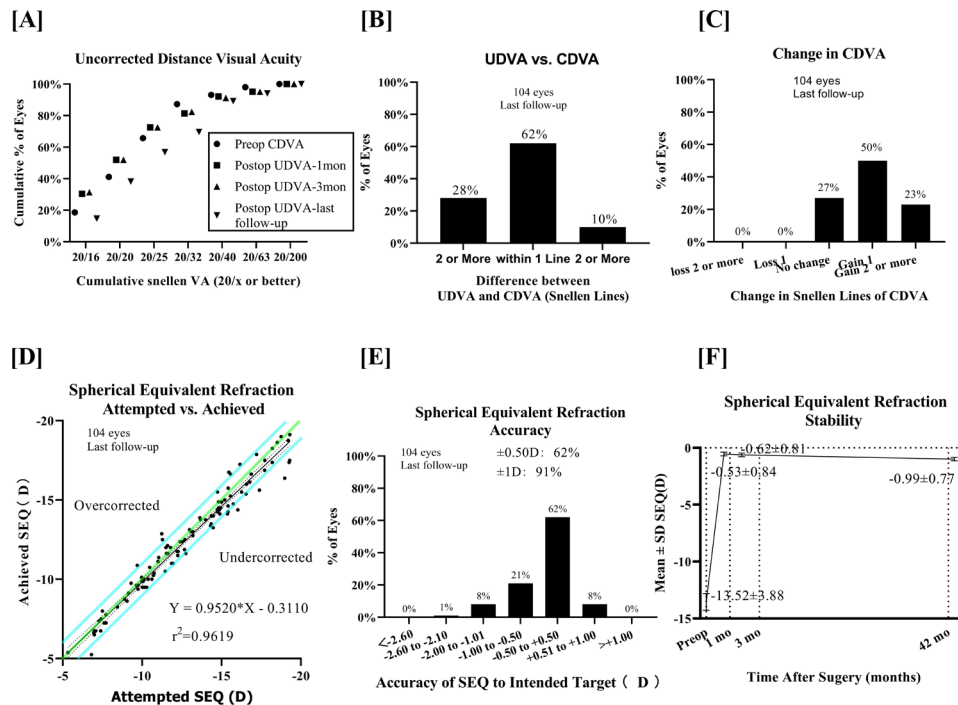 [A]
Uncorrected Distance Visual Acuity
Cumulative % of Eyes
100%
80%
60%
40%
20%
0%
Preop CDVA
Postop UDVA-1mon
Postop UDVA-3mon
Postop UDVA-last
follow-up
20/16 20/20 20/25 20/32 20/40 20/63 20/200
Cumulative snellen VA (20/x or better)
[B]
UDVA vs. CDVA
104 eyes
Last follow-up
% of Eyes
100%
80%
60%
40%
20%
0%
28%
62%
10%
2 or More within 1 Line 2 or More
Difference between
UDVA and CDVA (Snellen Lines)
[C]
Change in CDVA
104 eyes
Last follow-up
% of Eyes
100%
80%
60%
40%
20%
0%
0%
0%
27%
50%
23%
loss 2 or more
Loss 1
No change
Gain 1
Gain 2 or more
Change in Snellen Lines of CDVA
[D]
Spherical Equivalent Refraction
Attempted vs. Achieved
104 eyes
Last follow-up
Achieved SEQ ( D)
-20
-15
-10
-5
Overcorrected
Undercorrected
Y = 0.9520*X - 0.3110
r²=0.9619
-5 -10 -15 -20
Attempted SEQ (D)
[E]
Spherical Equivalent Refraction
Accuracy
104 eyes
Last follow-up
±0.50D: 62%
±1D: 91%
% of Eyes
100%
80%
60%
40%
20%
0%
0%
1%
8%
21%
62%
8%
0%
<-2.60
-2.60 to -2.10
-2.00 to -1.01
-1.00 to -0.50
-0.50 to +0.50
+0.51 to +1.00
>+1.00
Accuracy of SEQ to Intended Target ( D)
[F]
Spherical Equivalent Refraction
Stability
Mean ± SD SEQ(D)
0
-5
-10
-15
-13.52±3.88
-0.53±0.84
-0.62±0.81
-0.99±0.77
Preop
1 mo
3 mo
42 mo
Time After Sugery (months)